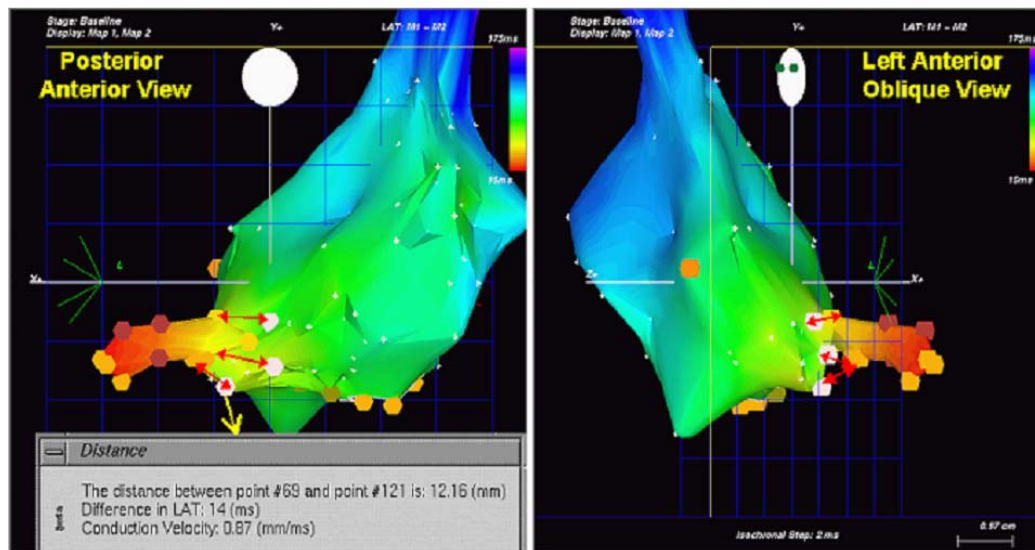 Stage: Baseline
Display: Map 1, Map 2
Y+
LAT: M1 - M2
175ms
Posterior
Anterior View
15ms
L
X+
Distance
The distance between point #69 and point #121 is: 12.16 (mm)
Difference in LAT: 14 (ms)
Conduction Velocity: 0.87 (mm/ms)
Stage: Baseline
Display: Map 1, Map 2
Y+
LAT: M1 - M2
175ms
Left Anterior
Oblique View
15ms
L
Z+
X+
Isochronal Step: 2 ms
0.97 cm